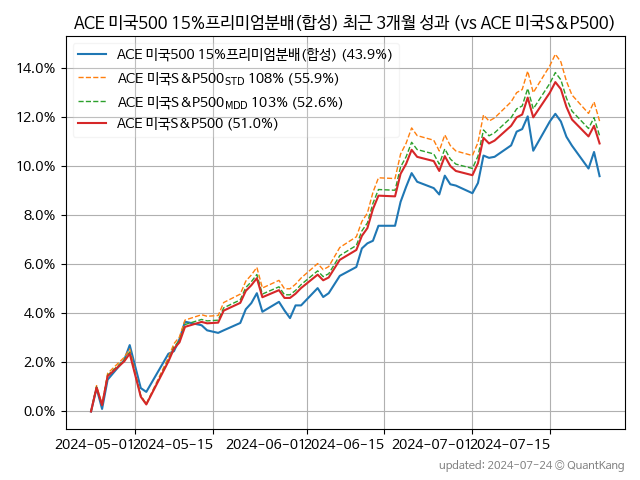 ACE 미국500 15%프리미엄분배(합성) 최근 3개월 성과 (vs ACE 미국S&P500)
ACE 미국500 15%프리미엄분배(합성) (43.9%)
ACE 미국S&P500STD 108% (55.9%)
ACE 미국S&P500MDD 103% (52.6%)
ACE 미국S&P500 (51.0%)
14.0%
12.0%
10.0%
8.0%
6.0%
4.0%
2.0%
0.0%
2024-05-01 2024-05-15 2024-06-01 2024-06-15 2024-07-01 2024-07-15
updated: 2024-07-24 © QuantKang